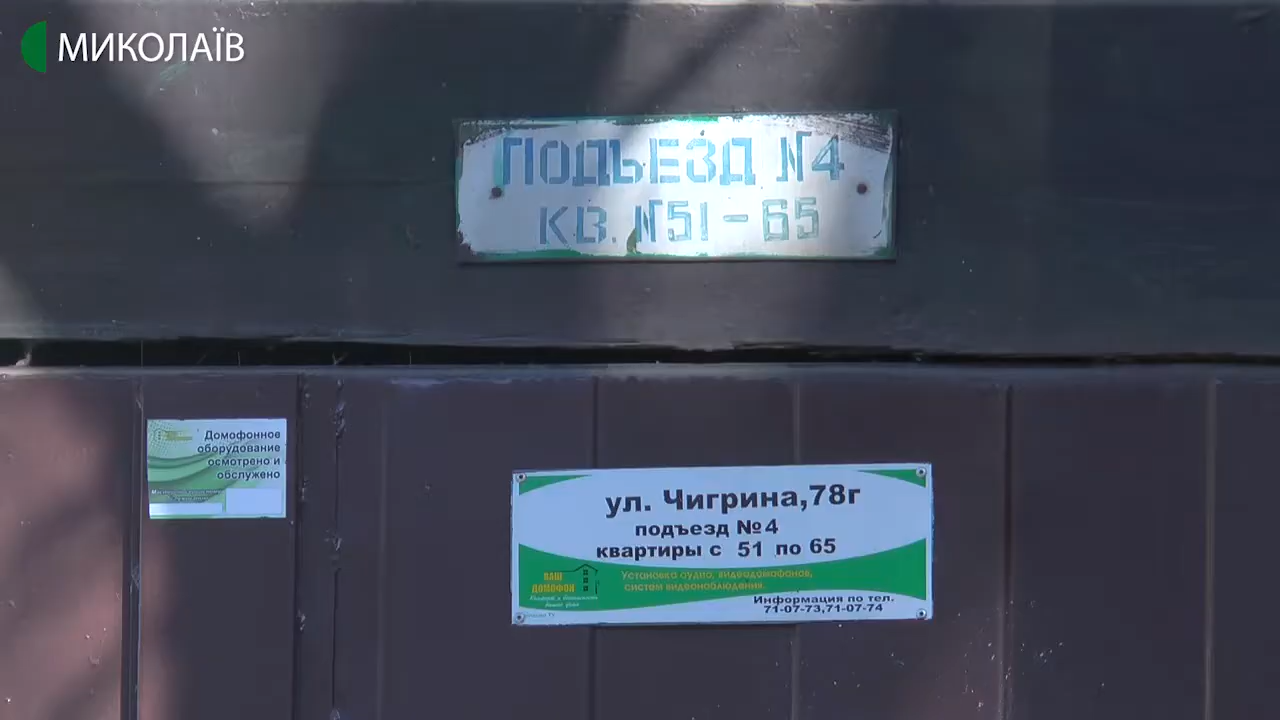 МИКОЛАЇВ
ПОДЪЕЗД №4
КВ. №51-65
Домофонное
оборудование
осмотрено и
обслужено
ул. Чигрина,78г
подъезд №4
квартиры с 51 по 65
ВАШ
ДОМОФОН
Установка аудио, видеодомофонов,
систем видеонаблюдения.
Информация по тел.
71-07-73,71-07-74